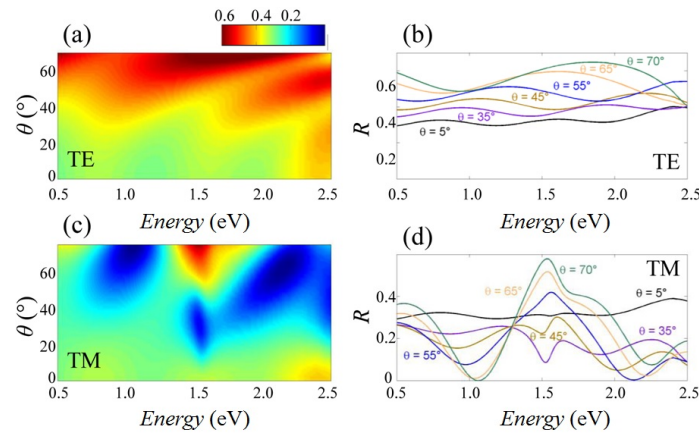 (a)
0.6 0.4 0.2
60
40
20
0
θ (°)
TE
0.5 1.0 1.5 2.0 2.5
Energy (eV)
(b)
0.6
0.4
0.2
R
θ = 70°
θ = 65°
θ = 55°
θ = 45°
θ = 35°
θ = 5°
TE
0.5 1.0 1.5 2.0 2.5
Energy (eV)
(c)
60
40
20
0
θ (°)
TM
0.5 1.0 1.5 2.0 2.5
Energy (eV)
(d)
TM
0.4
0.2
0
R
θ = 70°
θ = 65°
θ = 5°
θ = 45°
θ = 35°
θ = 55°
0.5 1.0 1.5 2.0 2.5
Energy (eV)